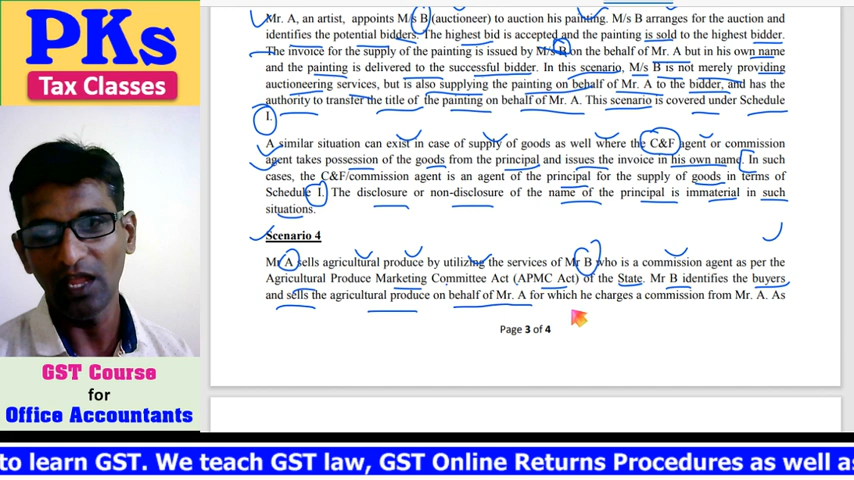 PKs
Tax Classes
Mr. A, an artist, appoints M/s B (auctioneer) to auction his painting. M/s B arranges for the auction and
identifies the potential bidders. The highest bid is accepted and the painting is sold to the highest bidder.
The invoice for the supply of the painting is issued by M/s B on the behalf of Mr. A but in his own name
and the painting is delivered to the successful bidder. In this scenario, M/s B is not merely providing
auctioneering services, but is also supplying the painting on behalf of Mr. A to the bidder, and has the
authority to transfer the title of the painting on behalf of Mr. A. This scenario is covered under Schedule
I.
A similar situation can exist in case of supply of goods as well where the C&F agent or commission
agent takes possession of the goods from the principal and issues the invoice in his own name. In such
cases, the C&F/commission agent is an agent of the principal for the supply of goods in terms of
Schedule I. The disclosure or non-disclosure of the name of the principal is immaterial in such
situations.
Scenario 4
Mr A sells agricultural produce by utilizing the services of Mr B who is a commission agent as per the
Agricultural Produce Marketing Committee Act (APMC Act) of the State. Mr B identifies the buyers
and sells the agricultural produce on behalf of Mr. A for which he charges a commission from Mr. A. As
Page 3 of 4
GST Course
for
Office Accountants
to learn GST. We teach GST law, GST Online Returns Procedures as well as